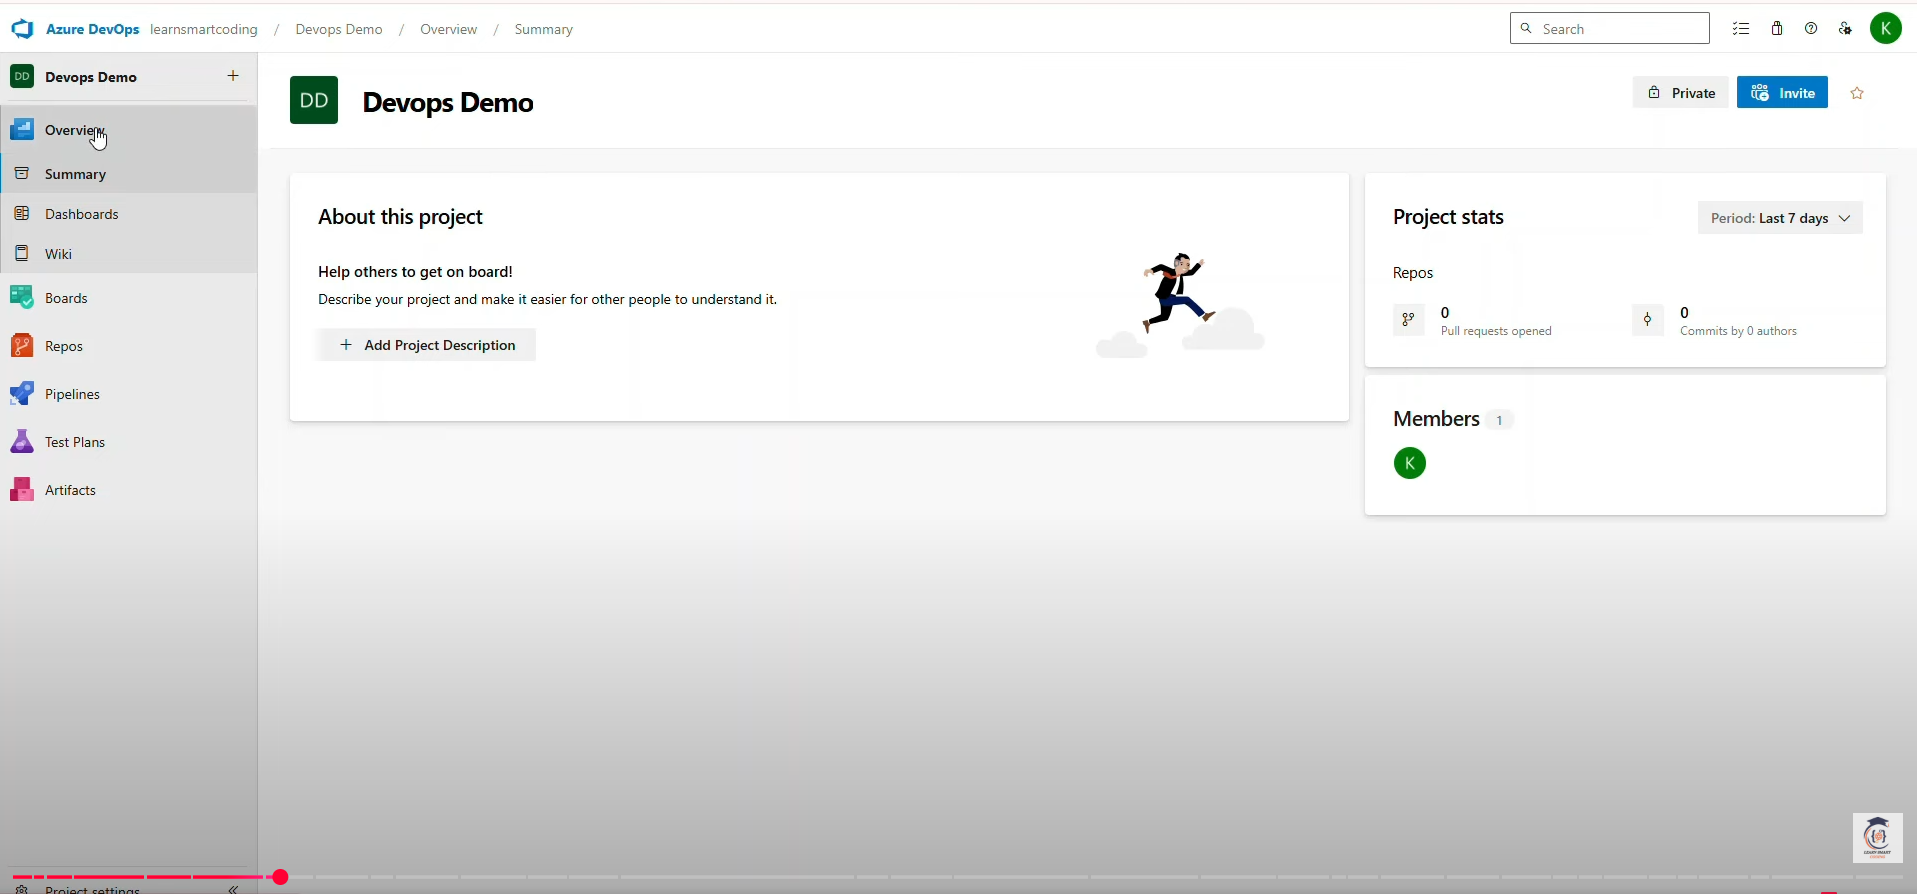 Azure DevOps learnsmartcoding / Devops Demo / Overview / Summary
Search
K
DD Devops Demo +
Overview
Summary
Dashboards
Wiki
Boards
Repos
Pipelines
Test Plans
Artifacts
Project settings
DD Devops Demo
Private
Invite
About this project
Help others to get on board!
Describe your project and make it easier for other people to understand it.
+ Add Project Description
Project stats
Period: Last 7 days
Repos
0
Pull requests opened
0
Commits by 0 authors
Members 1
K
LEARN SMART
CODING